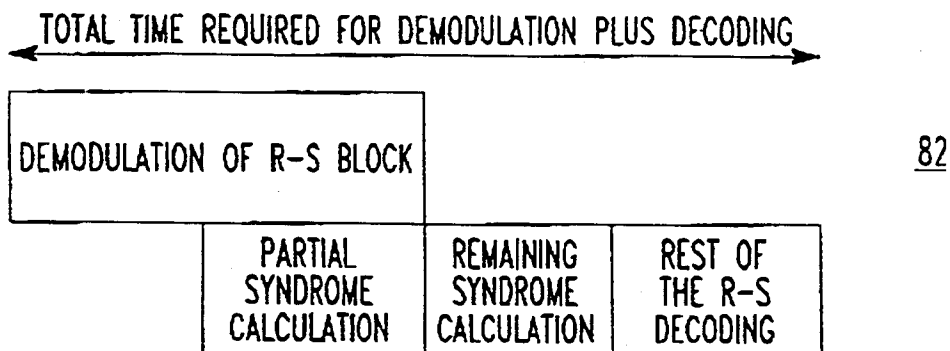 TOTAL TIME REQUIRED FOR DEMODULATION PLUS DECODING
DEMODULATION OF R-S BLOCK
82
PARTIAL
SYNDROME
CALCULATION
REMAINING
SYNDROME
CALCULATION
REST OF
THE R-S
DECODING